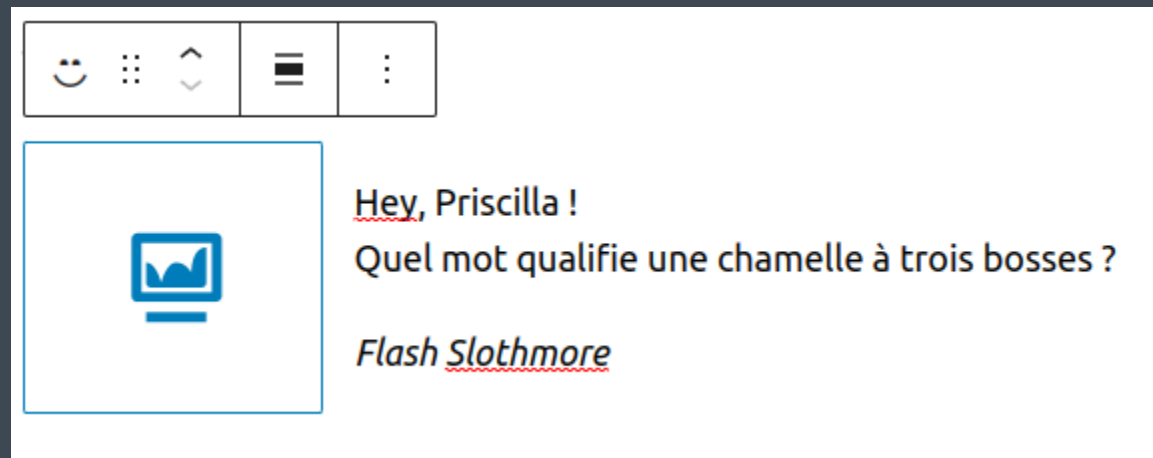 Hey, Priscilla !
Quel mot qualifie une chamelle à trois bosses ?
Flash Slothmore